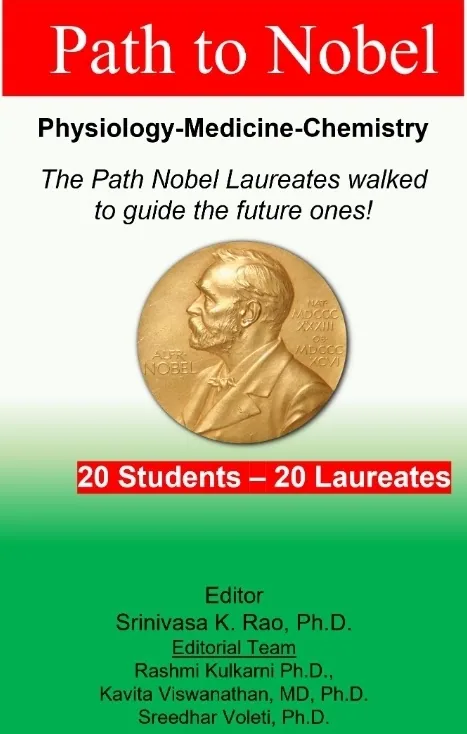 Path to Nobel
Physiology-Medicine-Chemistry
The Path Nobel Laureates walked
to guide the future ones!
ALFR·
NOBEL
NAT·
MDCCC
XXXIII
OB·
MDCCC
XCVI
20 Students – 20 Laureates
Editor
Srinivasa K. Rao, Ph.D.
Editorial Team
Rashmi Kulkarni Ph.D.,
Kavita Viswanathan, MD, Ph.D.
Sreedhar Voleti, Ph.D.